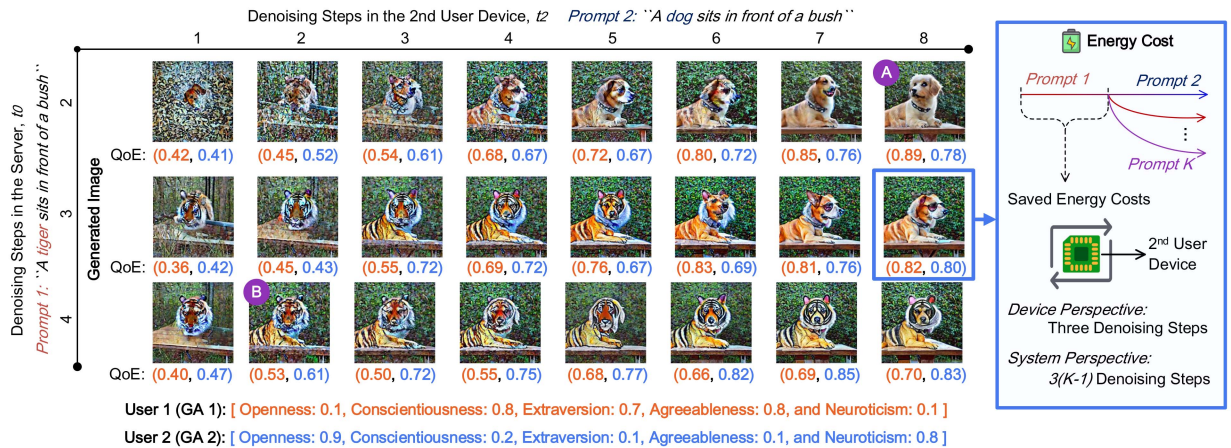 Denoising Steps in the 2nd User Device, t2 Prompt 2: ``A dog sits in front of a bush``
1 2 3 4 5 6 7 8
Denoising Steps in the Server, t0
Prompt 1: ``A tiger sits in front of a bush``
Generated Image
2
A
QoE: (0.42, 0.41) (0.45, 0.52) (0.54, 0.61) (0.68, 0.67) (0.72, 0.67) (0.80, 0.72) (0.85, 0.76) (0.89, 0.78)
3
QoE: (0.36, 0.42) (0.45, 0.43) (0.55, 0.72) (0.69, 0.72) (0.76, 0.67) (0.83, 0.69) (0.81, 0.76) (0.82, 0.80)
B
4
QoE: (0.40, 0.47) (0.53, 0.61) (0.50, 0.72) (0.55, 0.75) (0.68, 0.77) (0.66, 0.82) (0.69, 0.85) (0.70, 0.83)
User 1 (GA 1): [ Openness: 0.1, Conscientiousness: 0.8, Extraversion: 0.7, Agreeableness: 0.8, and Neuroticism: 0.1 ]
User 2 (GA 2): [ Openness: 0.9, Conscientiousness: 0.2, Extraversion: 0.1, Agreeableness: 0.1, and Neuroticism: 0.8 ]
Energy Cost
Prompt 1 Prompt 2
⋮
Prompt K
Saved Energy Costs
2nd User
Device
Device Perspective:
Three Denoising Steps
System Perspective:
3(K-1) Denoising Steps